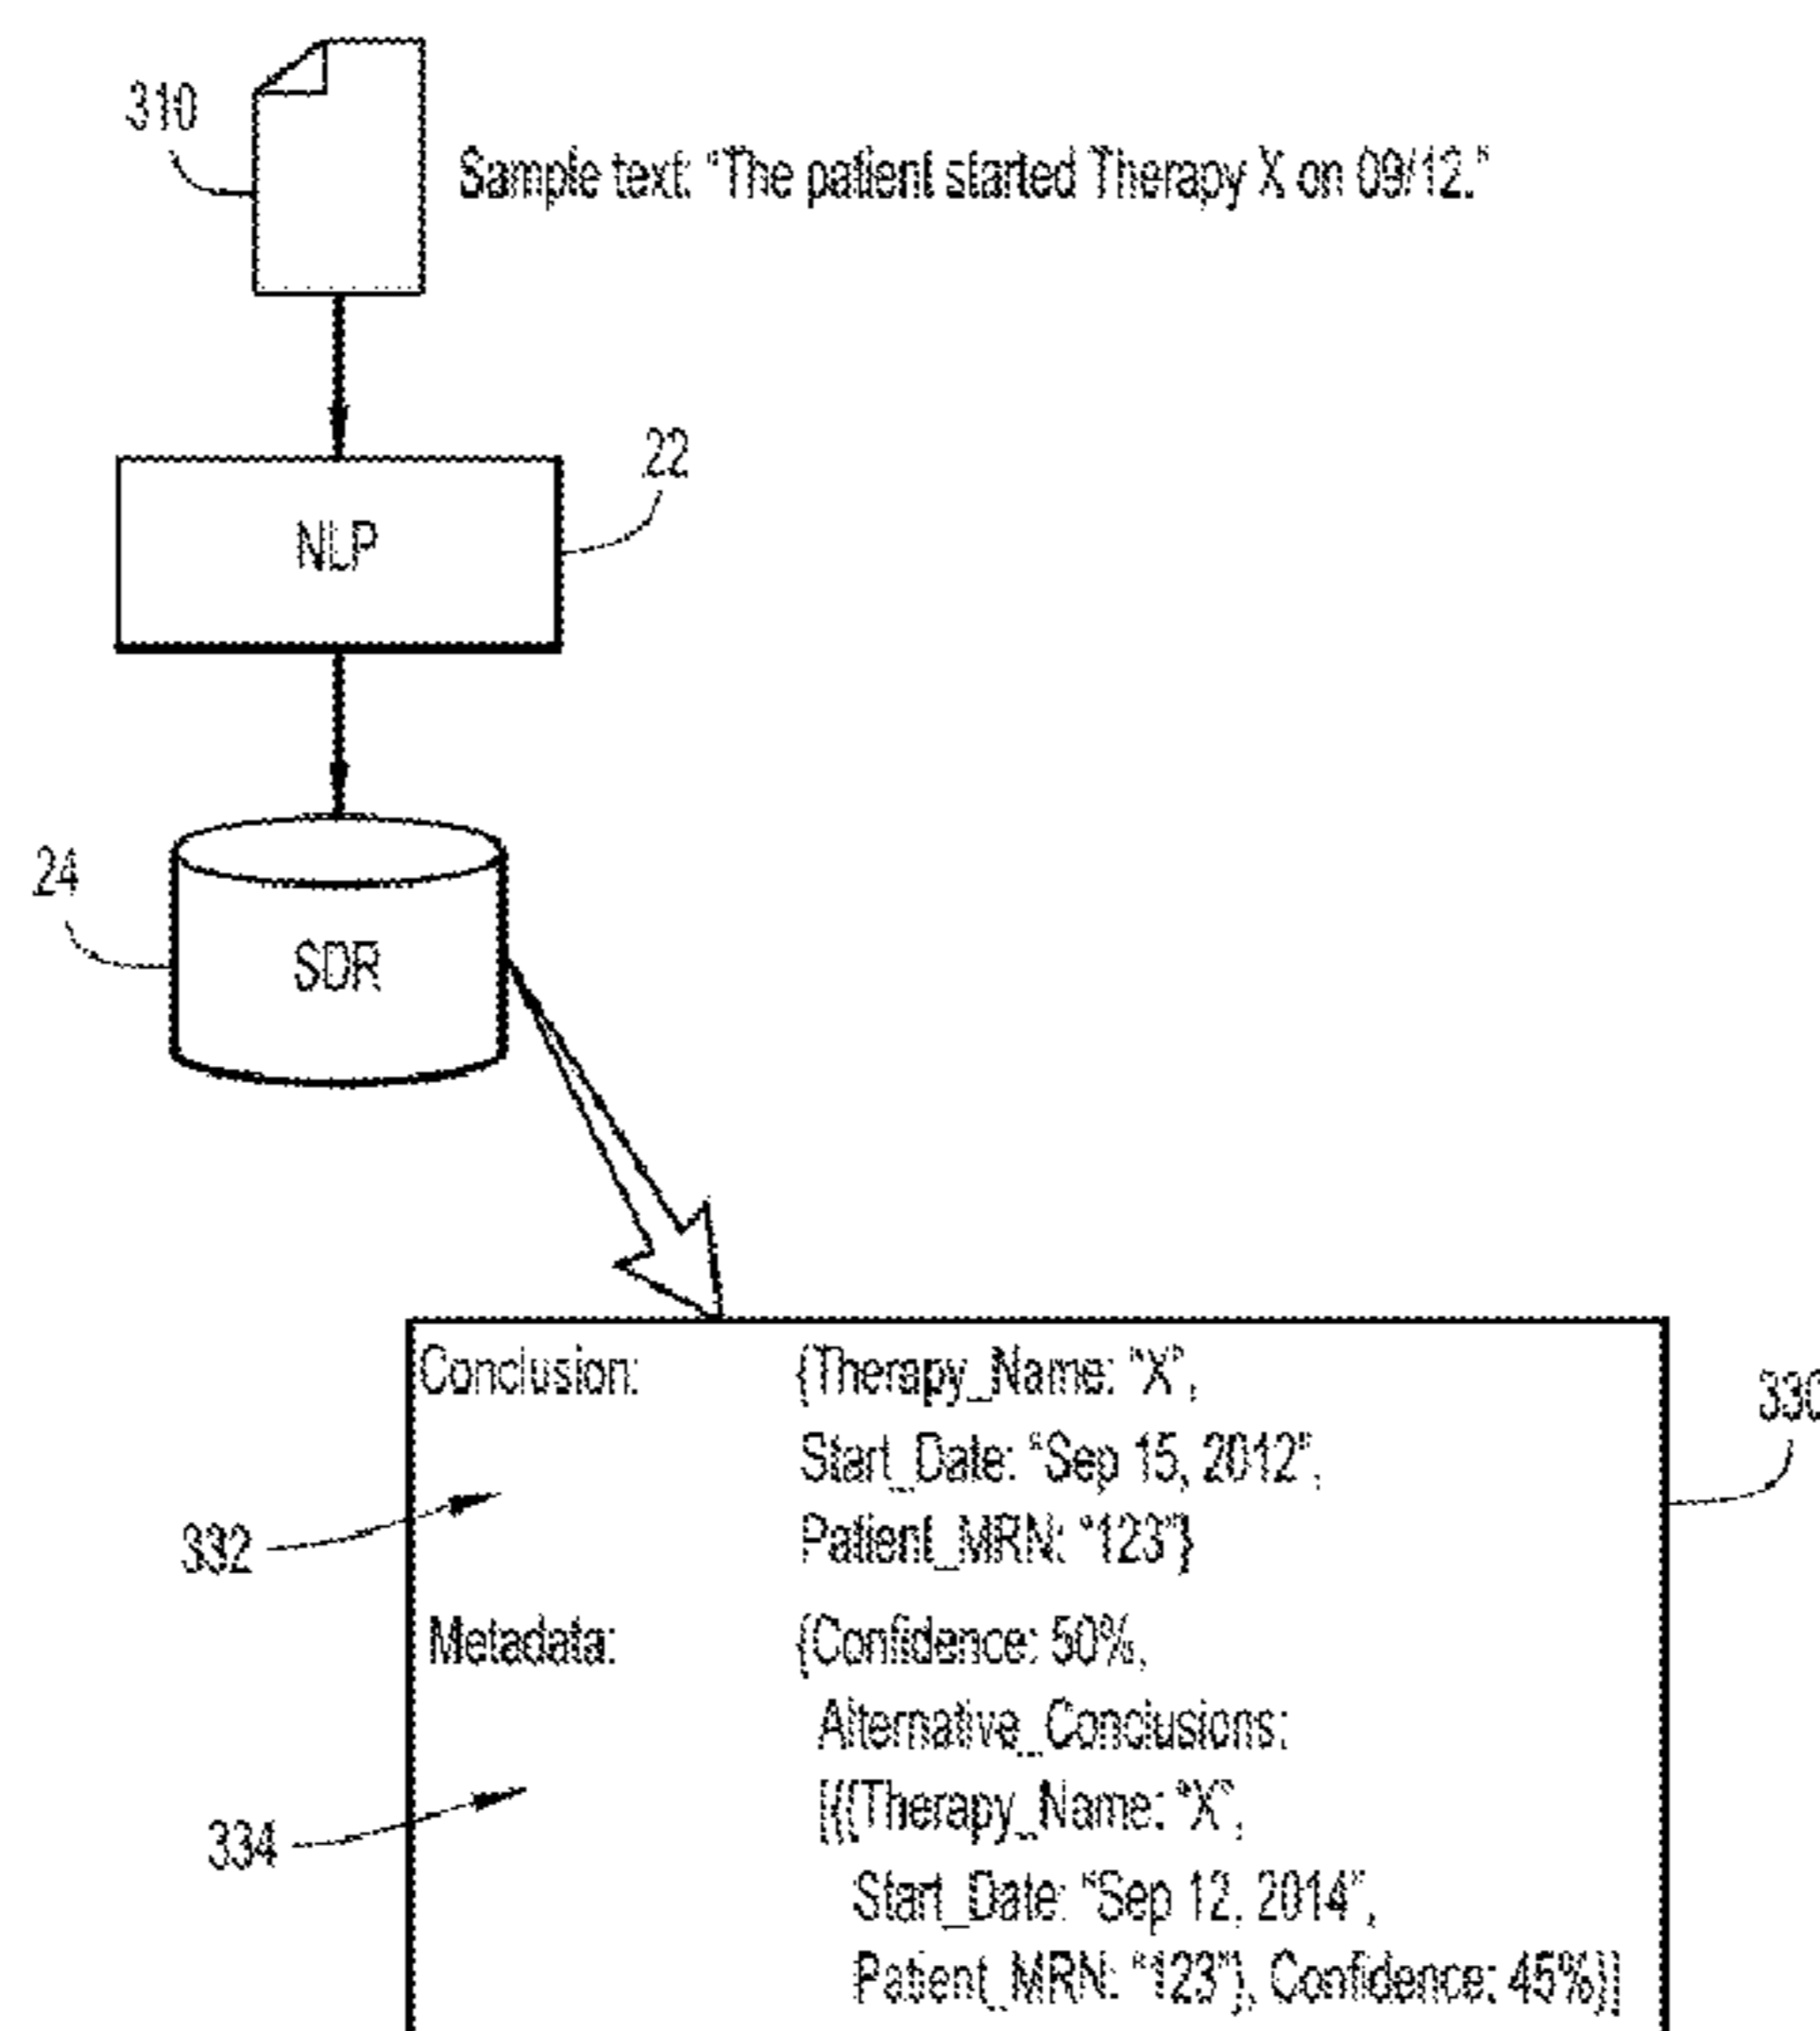 310
Sample text: "The patient started Therapy X on 09/12."
22
NLP
24
SDR
Conclusion: {Therapy_Name: "X",
330
Start_Date: "Sep 15, 2012",
332
Patient_MRN: "123"}
Metadata: {Confidence: 50%,
Alternative_Conclusions:
[{{Therapy_Name: "X",
334
Start_Date: "Sep 12, 2014",
Patient_MRN: "123"}, Confidence: 45%}]